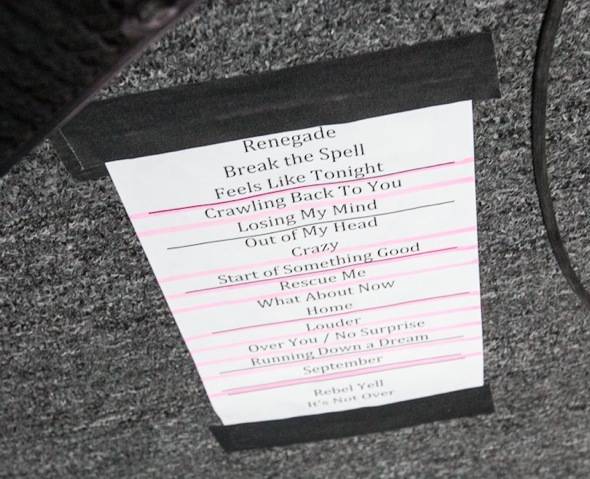 Renegade
Break the Spell
Feels Like Tonight
Crawling Back To You
Losing My Mind
Out of My Head
Crazy
Start of Something Good
Rescue Me
What About Now
Home
Louder
Over You / No Surprise
Running Down a Dream
September
Rebel Yell
It's Not Over